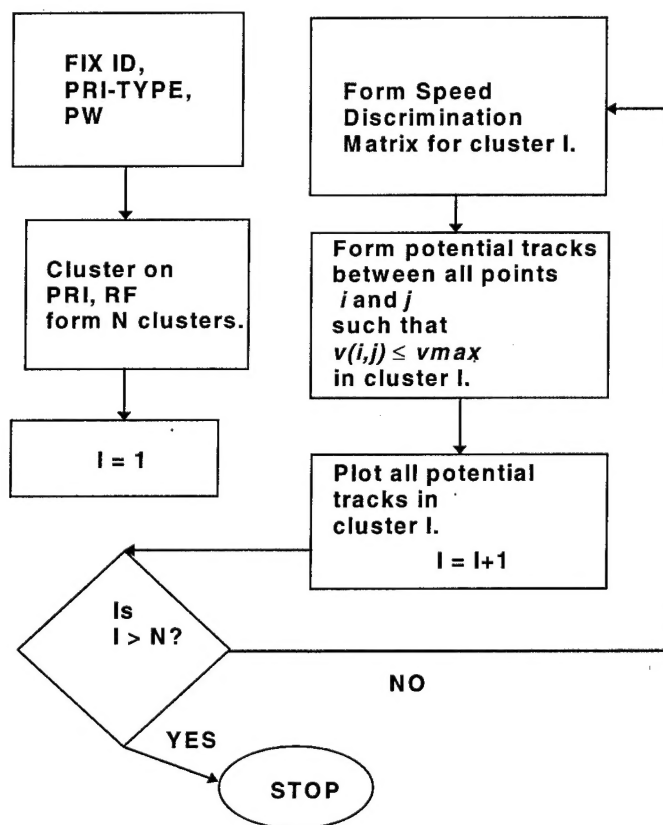 FIX ID,
PRI-TYPE,
PW
Cluster on
PRI, RF
form N clusters.
I = 1
Form Speed
Discrimination
Matrix for cluster I.
Form potential tracks
between all points
i and j
such that
v(i,j) ≤ vmax
in cluster I.
Plot all potential
tracks in
cluster I.
I = I+1
Is
I > N?
NO
YES
STOP